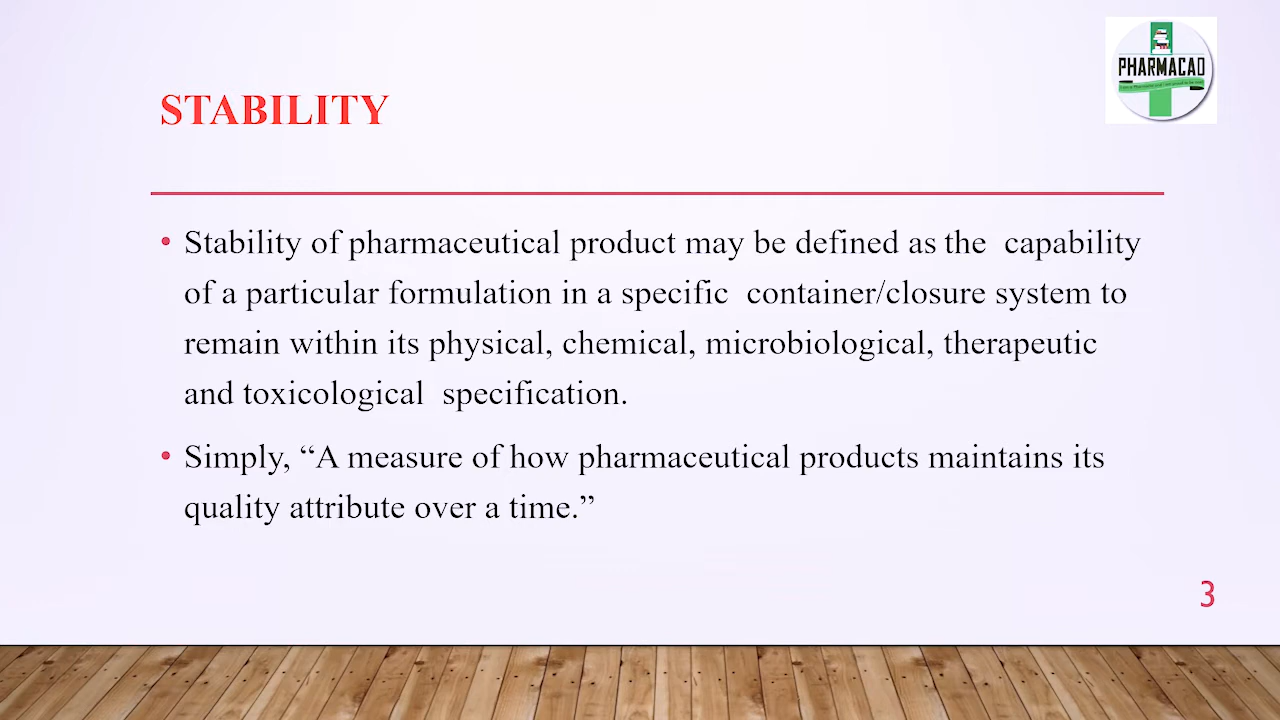 PHARMACAD
STABILITY
• Stability of pharmaceutical product may be defined as the capability
of a particular formulation in a specific container/closure system to
remain within its physical, chemical, microbiological, therapeutic
and toxicological specification.
• Simply, “A measure of how pharmaceutical products maintains its
quality attribute over a time.”
3